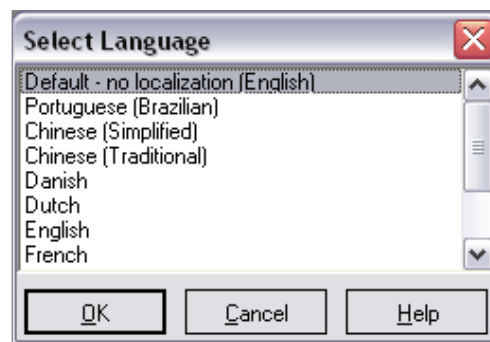 Select Language
Default - no localization (English)
Portuguese (Brazilian)
Chinese (Simplified)
Chinese (Traditional)
Danish
Dutch
English
French
OK
Cancel
Help